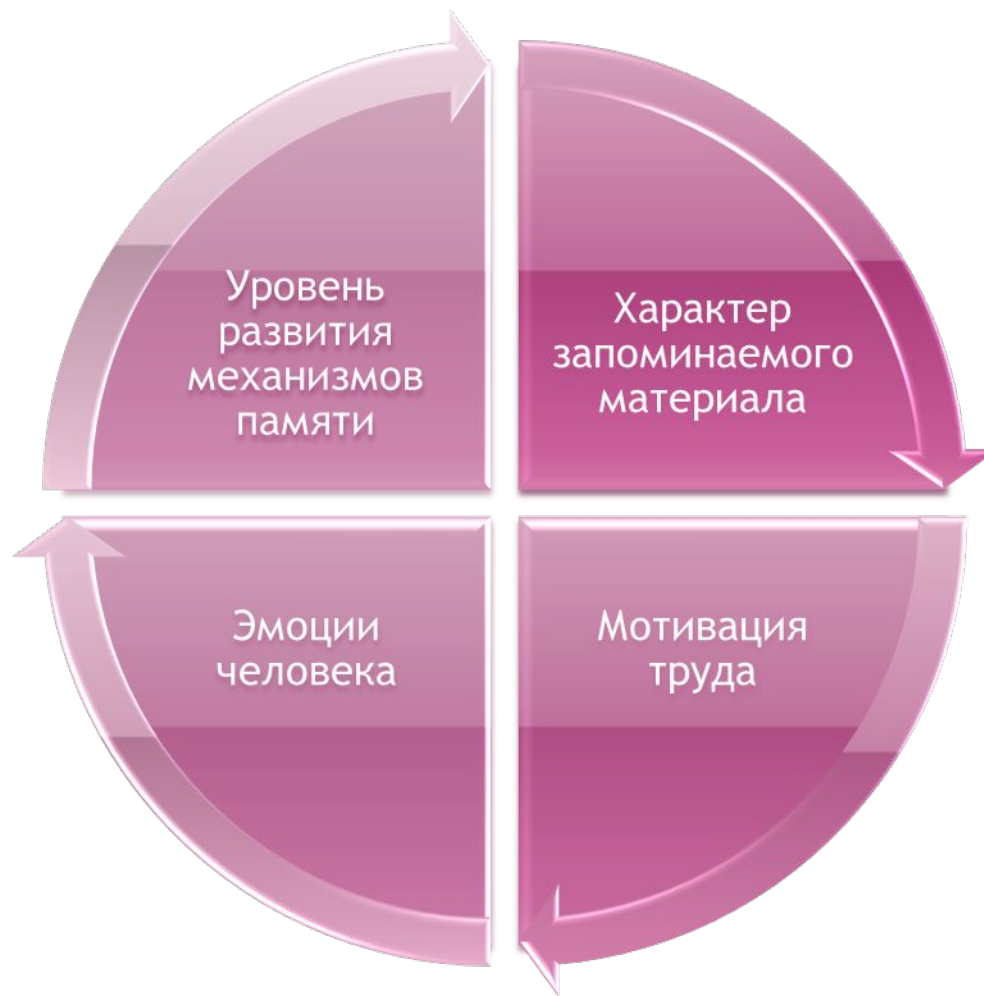 Уровень
развития
механизмов
памяти
Характер
запоминаемого
материала
Эмоции
человека
Мотивация
труда